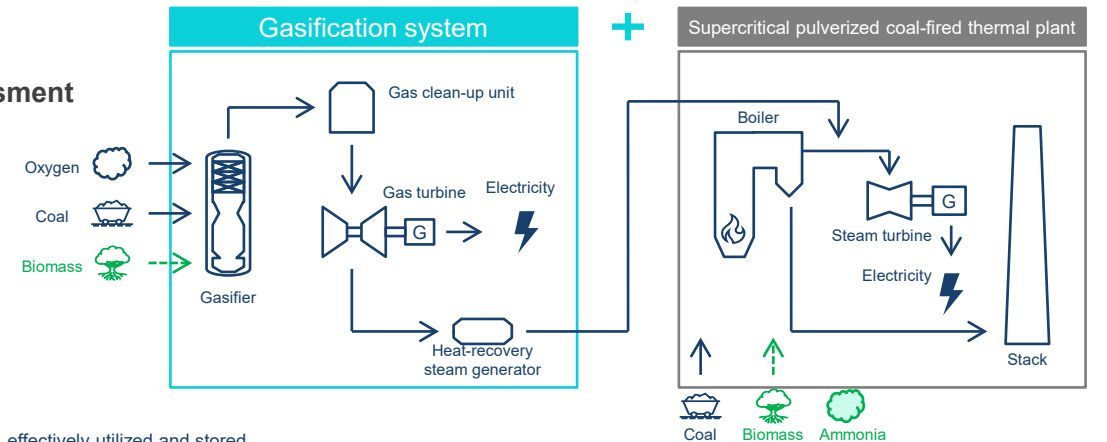 Gasification system
Supercritical pulverized coal-fired thermal plant
sment
Gas clean-up unit
Boiler
Oxygen
Coal
Biomass
Gasifier
Gas turbine
Electricity
G
Heat-recovery
steam generator
G
Steam turbine
Electricity
Stack
Coal
Biomass
Ammonia
effectively utilized and stored